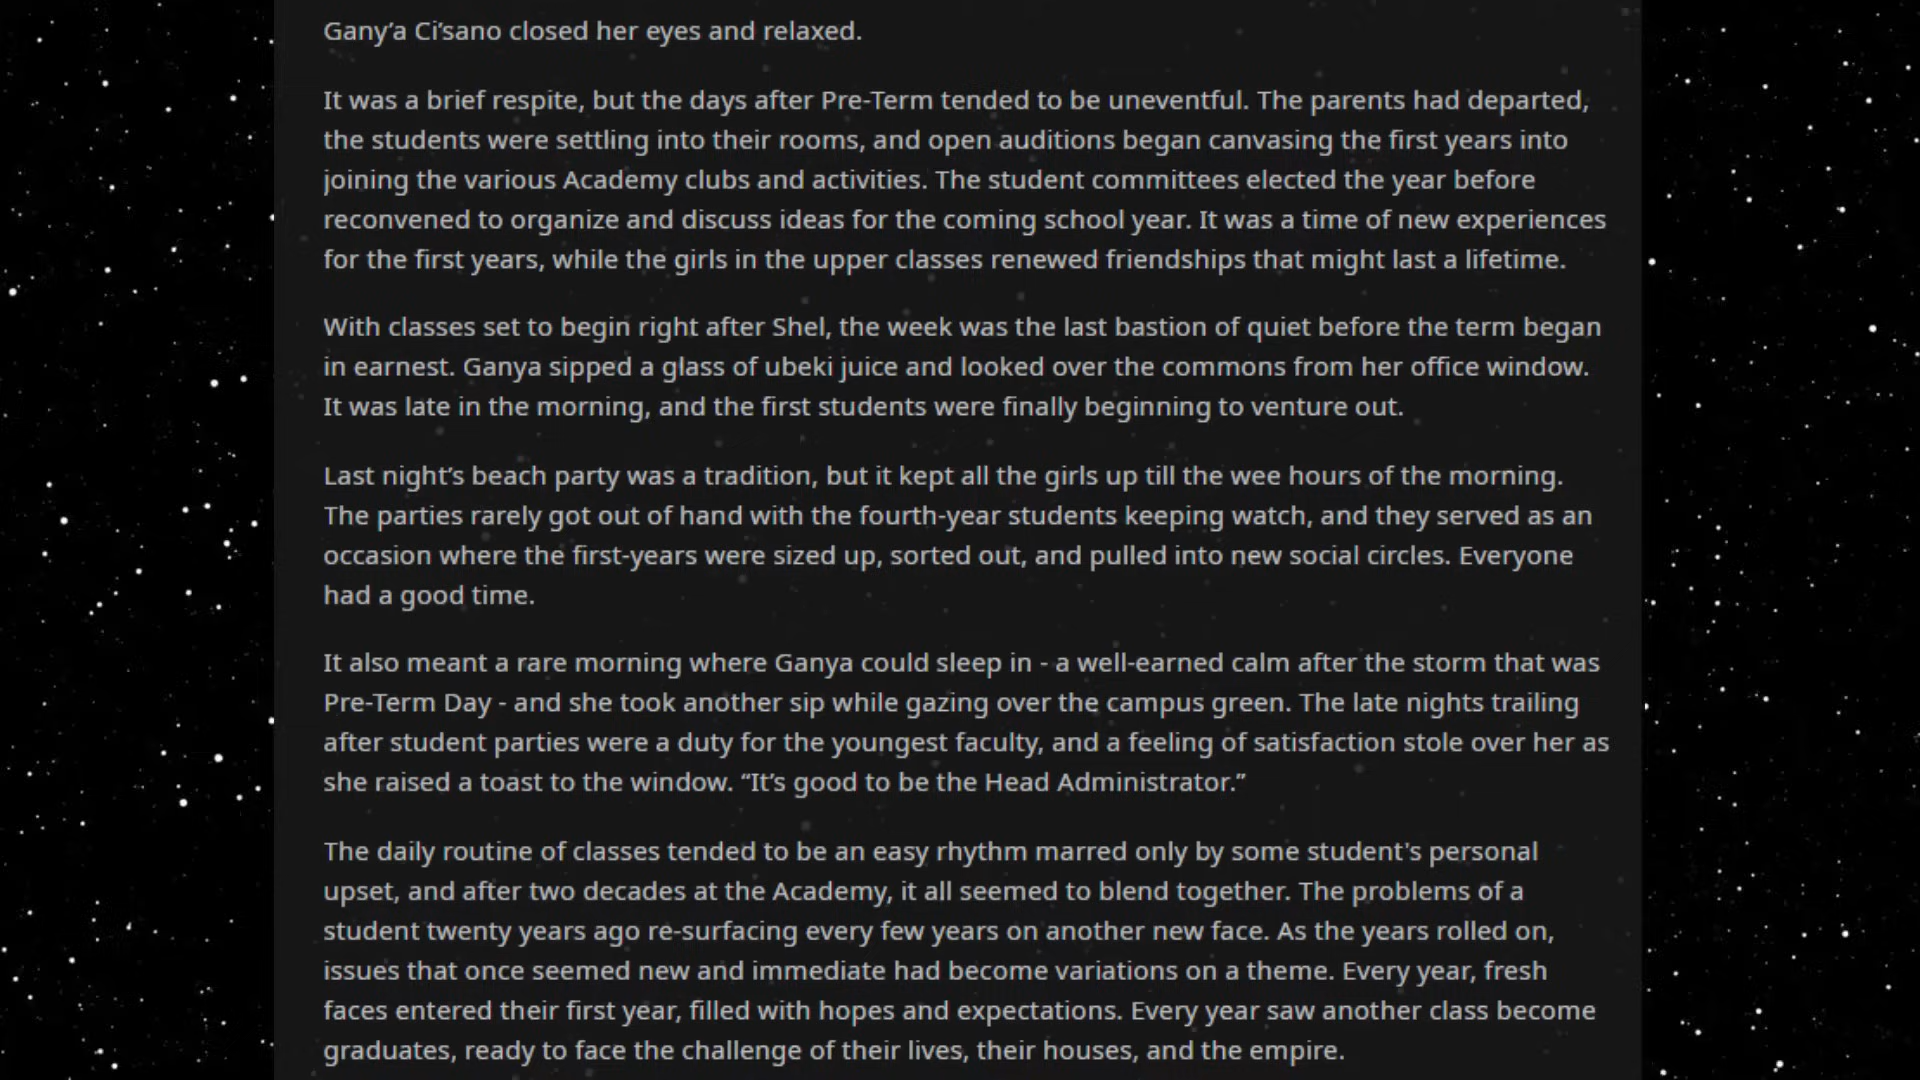 Gany’a Ci’sano closed her eyes and relaxed.
It was a brief respite, but the days after Pre-Term tended to be uneventful. The parents had departed,
the students were settling into their rooms, and open auditions began canvasing the first years into
joining the various Academy clubs and activities. The student committees elected the year before
reconvened to organize and discuss ideas for the coming school year. It was a time of new experiences
for the first years, while the girls in the upper classes renewed friendships that might last a lifetime.
With classes set to begin right after Shel, the week was the last bastion of quiet before the term began
in earnest. Ganya sipped a glass of ubeki juice and looked over the commons from her office window.
It was late in the morning, and the first students were finally beginning to venture out.
Last night’s beach party was a tradition, but it kept all the girls up till the wee hours of the morning.
The parties rarely got out of hand with the fourth-year students keeping watch, and they served as an
occasion where the first-years were sized up, sorted out, and pulled into new social circles. Everyone
had a good time.
It also meant a rare morning where Ganya could sleep in - a well-earned calm after the storm that was
Pre-Term Day - and she took another sip while gazing over the campus green. The late nights trailing
after student parties were a duty for the youngest faculty, and a feeling of satisfaction stole over her as
she raised a toast to the window. “It’s good to be the Head Administrator.”
The daily routine of classes tended to be an easy rhythm marred only by some student's personal
upset, and after two decades at the Academy, it all seemed to blend together. The problems of a
student twenty years ago re-surfacing every few years on another new face. As the years rolled on,
issues that once seemed new and immediate had become variations on a theme. Every year, fresh
faces entered their first year, filled with hopes and expectations. Every year saw another class become
graduates, ready to face the challenge of their lives, their houses, and the empire.